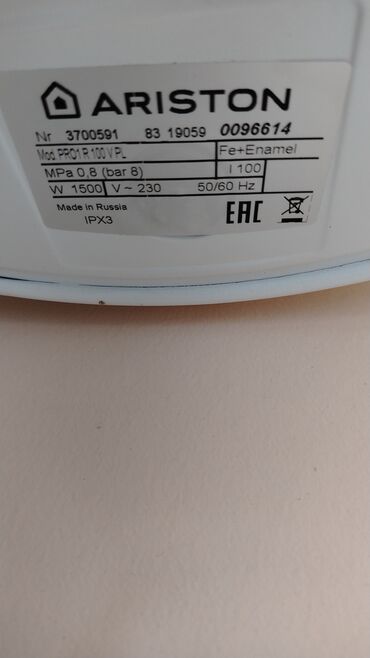 ARISTON
Nr 3700591 83 19059 0096614
Mod. PRO1 R 100 V PL Fe+Enamel
MPa 0,8 (bar 8) l 100
W 1500 V ~ 230 50/60 Hz
Made in Russia
IPX3 EAC